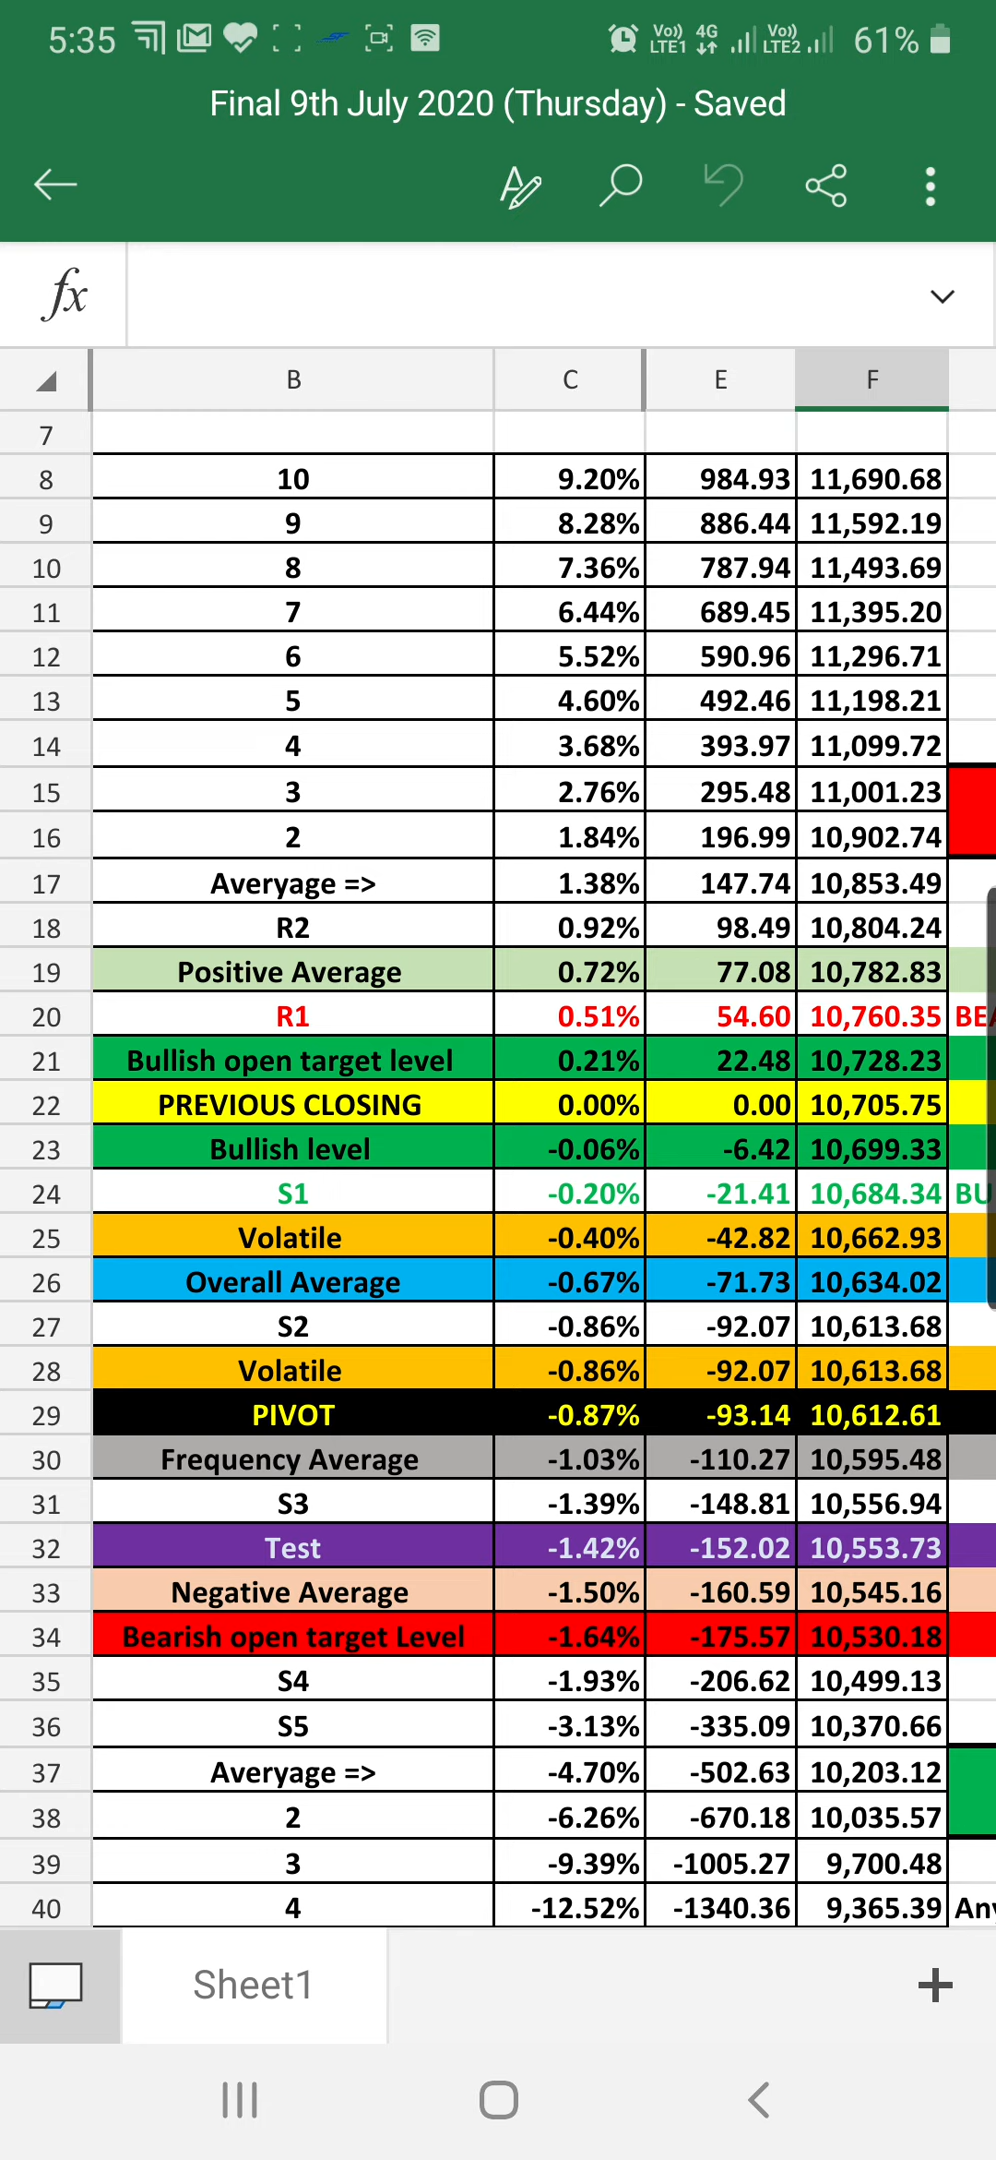 5:35 Vo)) LTE1 4G Vo)) LTE2 61%
Final 9th July 2020 (Thursday) - Saved
fx
B C E F
7
8 10 9.20% 984.93 11,690.68
9 9 8.28% 886.44 11,592.19
10 8 7.36% 787.94 11,493.69
11 7 6.44% 689.45 11,395.20
12 6 5.52% 590.96 11,296.71
13 5 4.60% 492.46 11,198.21
14 4 3.68% 393.97 11,099.72
15 3 2.76% 295.48 11,001.23
16 2 1.84% 196.99 10,902.74
17 Averyage => 1.38% 147.74 10,853.49
18 R2 0.92% 98.49 10,804.24
19 Positive Average 0.72% 77.08 10,782.83
20 R1 0.51% 54.60 10,760.35 BEA
21 Bullish open target level 0.21% 22.48 10,728.23
22 PREVIOUS CLOSING 0.00% 0.00 10,705.75
23 Bullish level -0.06% -6.42 10,699.33
24 S1 -0.20% -21.41 10,684.34 BU
25 Volatile -0.40% -42.82 10,662.93
26 Overall Average -0.67% -71.73 10,634.02
27 S2 -0.86% -92.07 10,613.68
28 Volatile -0.86% -92.07 10,613.68
29 PIVOT -0.87% -93.14 10,612.61
30 Frequency Average -1.03% -110.27 10,595.48
31 S3 -1.39% -148.81 10,556.94
32 Test -1.42% -152.02 10,553.73
33 Negative Average -1.50% -160.59 10,545.16
34 Bearish open target Level -1.64% -175.57 10,530.18
35 S4 -1.93% -206.62 10,499.13
36 S5 -3.13% -335.09 10,370.66
37 Averyage => -4.70% -502.63 10,203.12
38 2 -6.26% -670.18 10,035.57
39 3 -9.39% -1005.27 9,700.48
40 4 -12.52% -1340.36 9,365.39 Any
Sheet1